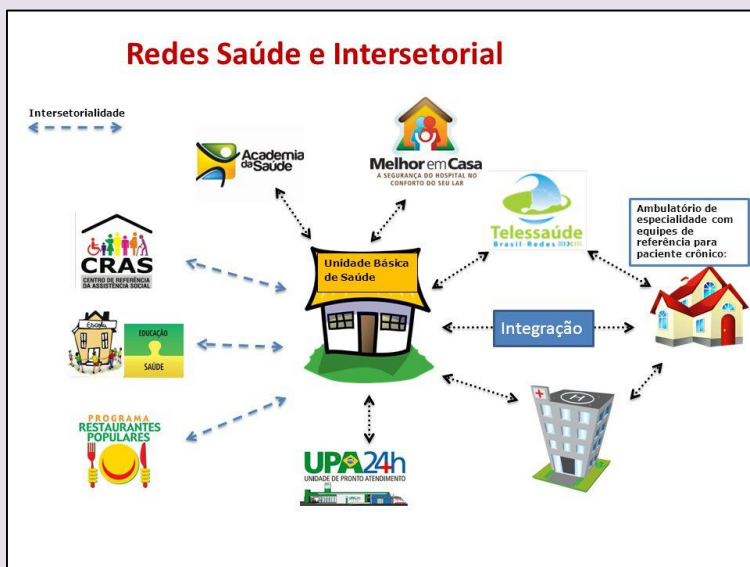 Redes Saúde e Intersetorial
Intersetorialidade
Academia
da Saúde
Melhor em Casa
A SEGURANÇA DO HOSPITAL NO
CONFORTO DO SEU LAR
Telessaúde
Brasil Redes
Ambulatório de
especialidade com
equipes de
referência para
paciente crônico:
CRAS
CENTRO DE REFERÊNCIA
DA ASSISTÊNCIA SOCIAL
Unidade Básica
de Saúde
Escola
EDUCAÇÃO
SAÚDE
Integração
PROGRAMA
RESTAURANTES
POPULARES
H
UPA24h
UNIDADE DE PRONTO ATENDIMENTO
UPA24h